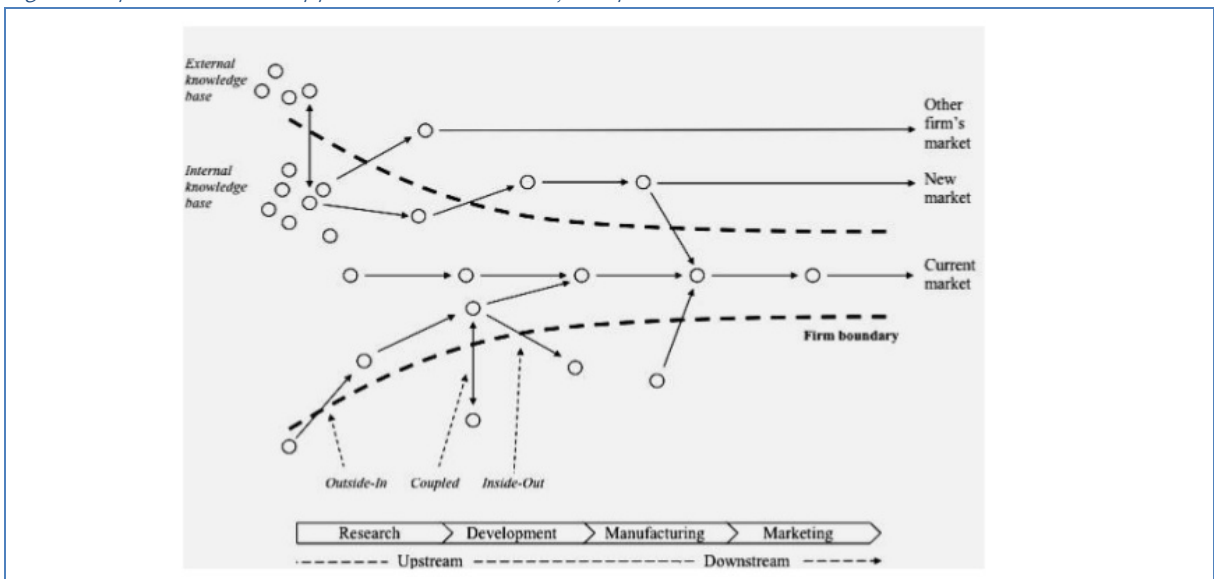 External
knowledge
base
Other
firm's
market
Internal
knowledge
base
New
market
Current
market
Firm boundary
Outside-In Coupled Inside-Out
Research Development Manufacturing Marketing
Upstream Downstream